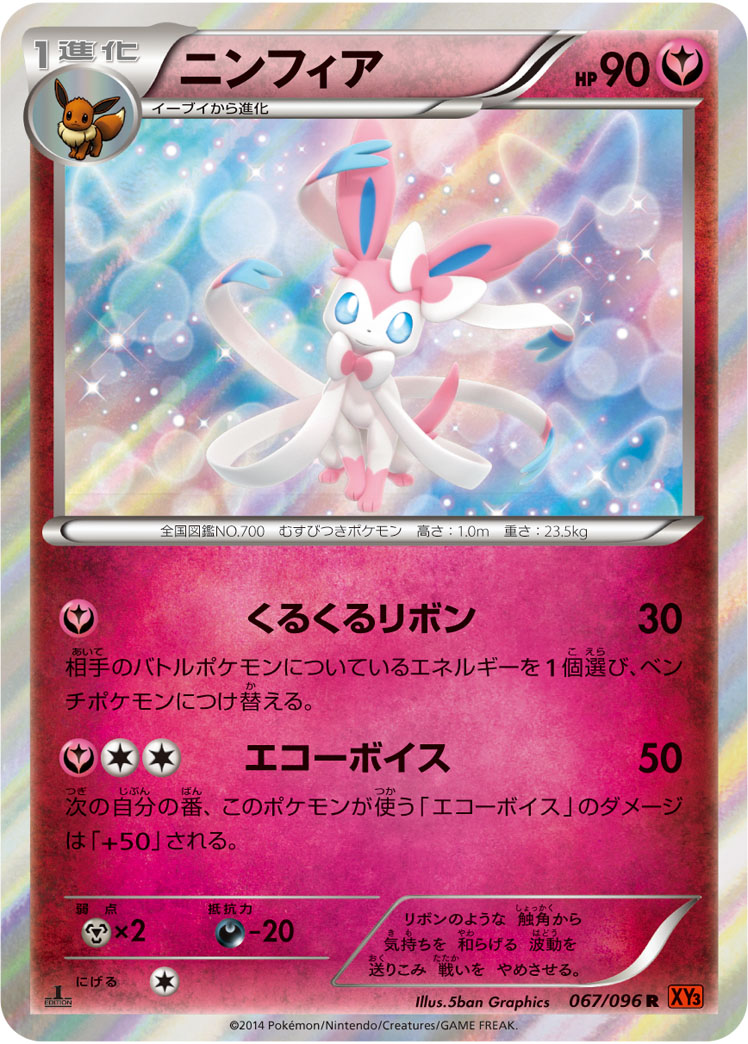 1進化
ニンフィア
HP90
イーブイから進化
全国図鑑NO.700 むすびつきポケモン 高さ:1.0m 重さ:23.5kg
くるくるリボン 30
相手のバトルポケモンについているエネルギーを1個選び、ベン
チポケモンにつけ替える。
エコーボイス 50
次の自分の番、このポケモンが使う「エコーボイス」のダメージ
は「+50」される。
弱点 抵抗力
×2 -20
にげる
リボンのような 触角から
気持ちを 和らげる 波動を
送りこみ 戦いを やめさせる。
1 EDITION
Illus.5ban Graphics 067/096 R XY3
©2014 Pokémon/Nintendo/Creatures/GAME FREAK.